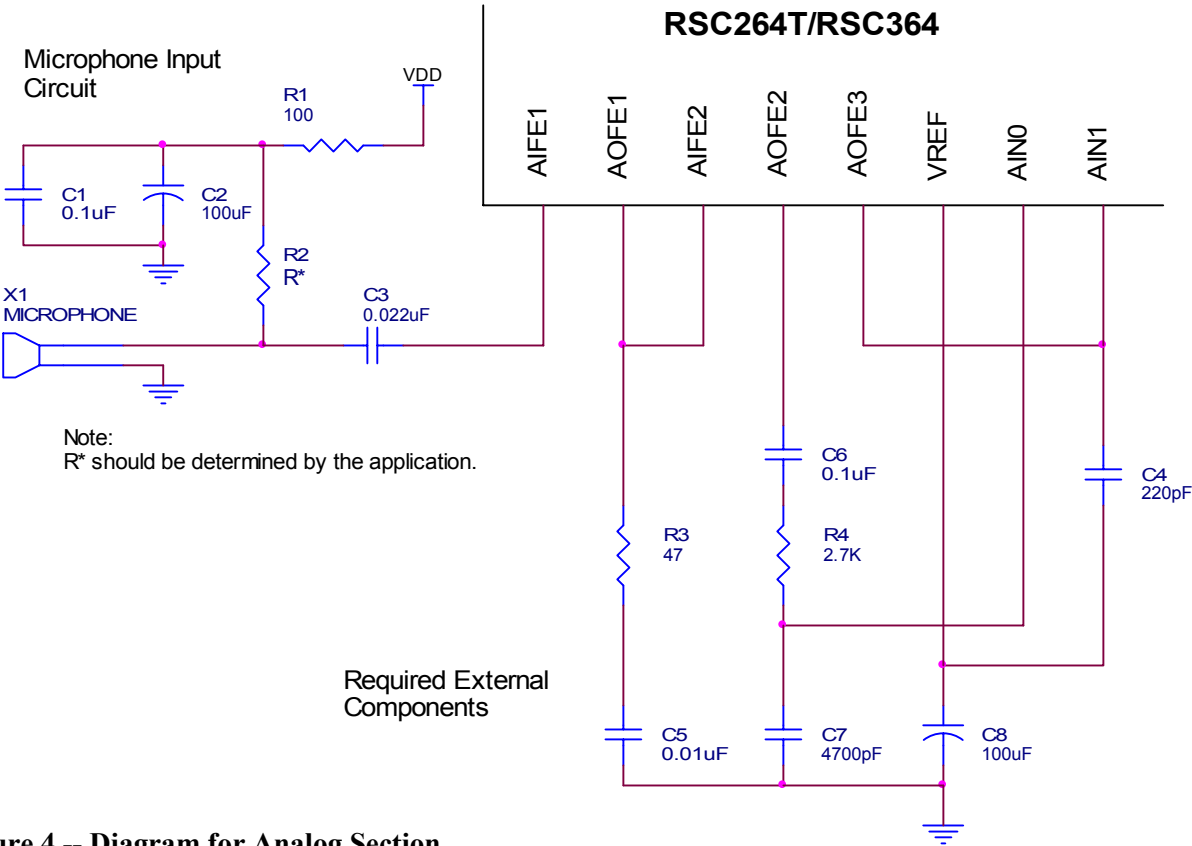 RSC264T/RSC364
Microphone Input
Circuit
VDD
R1
100
AIFE1
AOFE1
AIFE2
AOFE2
AOFE3
VREF
AIN0
AIN1
C1
0.1uF
C2
100uF
R2
R*
X1
MICROPHONE
C3
0.022uF
Note:
R* should be determined by the application.
C6
0.1uF
C4
220pF
R3
47
R4
2.7K
Required External
Components
C5
0.01uF
C7
4700pF
C8
100uF
ure 4 -- Diagram for Analog Section